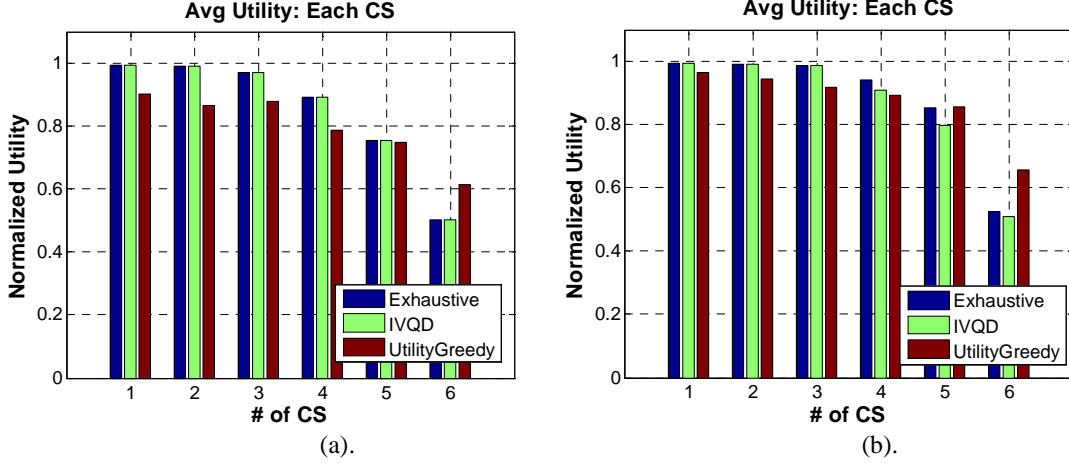 Avg Utility: Each CS
Normalized Utility
1
0.8
0.6
0.4
0.2
0
1 2 3 4 5 6
# of CS
Exhaustive
IVQD
UtilityGreedy
(a).
Avg Utility: Each CS
Normalized Utility
1
0.8
0.6
0.4
0.2
0
1 2 3 4 5 6
# of CS
Exhaustive
IVQD
UtilityGreedy
(b).